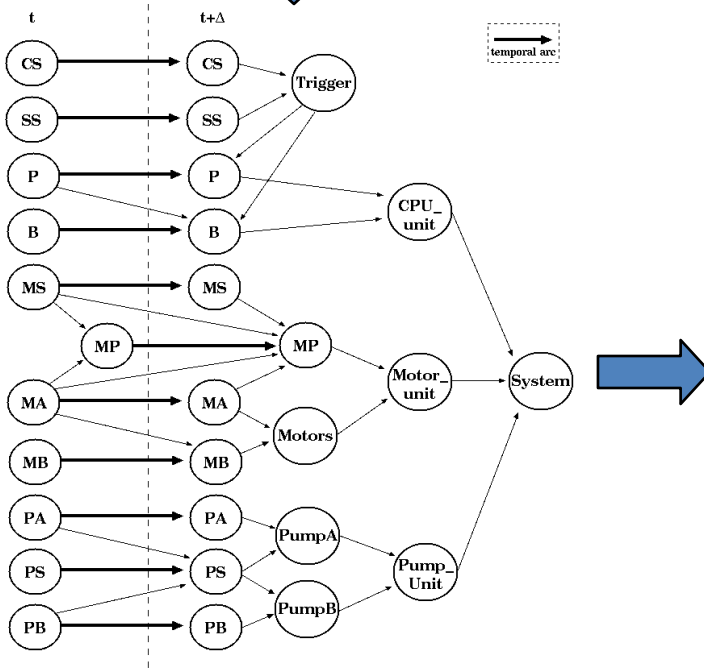 t
t+Δ
temporal arc
CS
CS
Trigger
SS
SS
P
P
CPU_
unit
B
B
MS
MS
MP
MP
Motor_
unit
System
MA
MA
Motors
MB
MB
PA
PA
PumpA
PS
PS
Pump_
Unit
PumpB
PB
PB